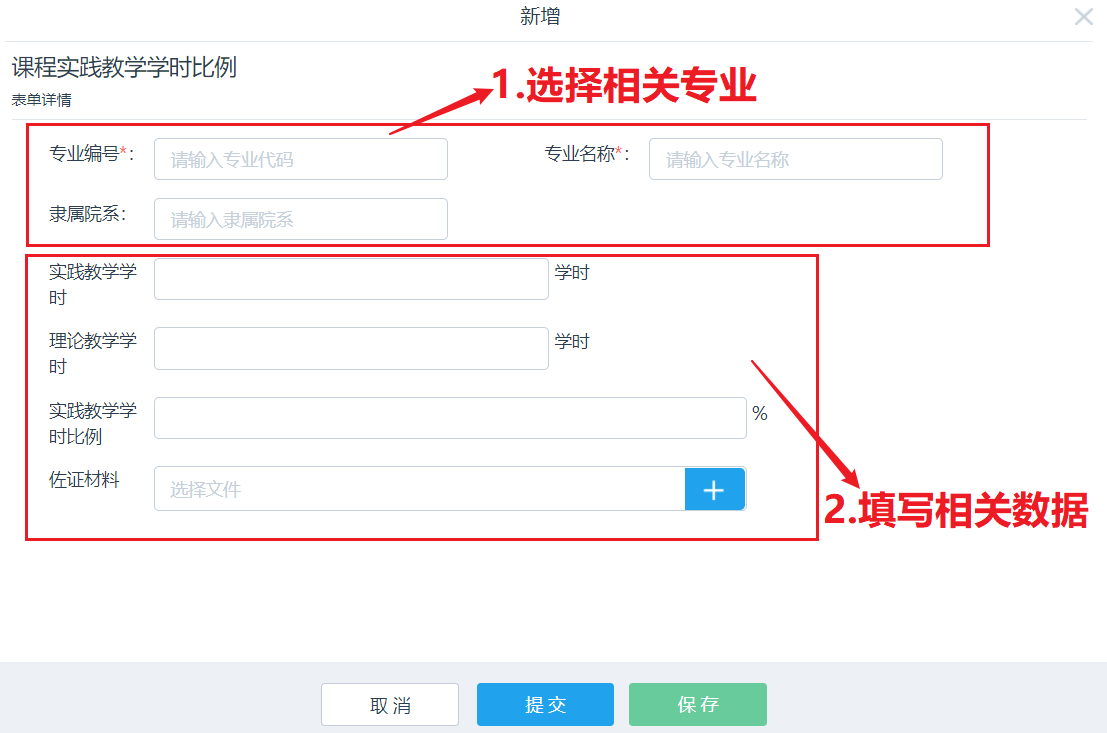 新增
课程实践教学学时比例
表单详情
1.选择相关专业
专业编号*： 请输入专业代码 专业名称*： 请输入专业名称
隶属院系： 请输入隶属院系
实践教学学
时
学时
理论教学学
时
学时
实践教学学
时比例
%
佐证材料 选择文件
2.填写相关数据
取消 提交 保存